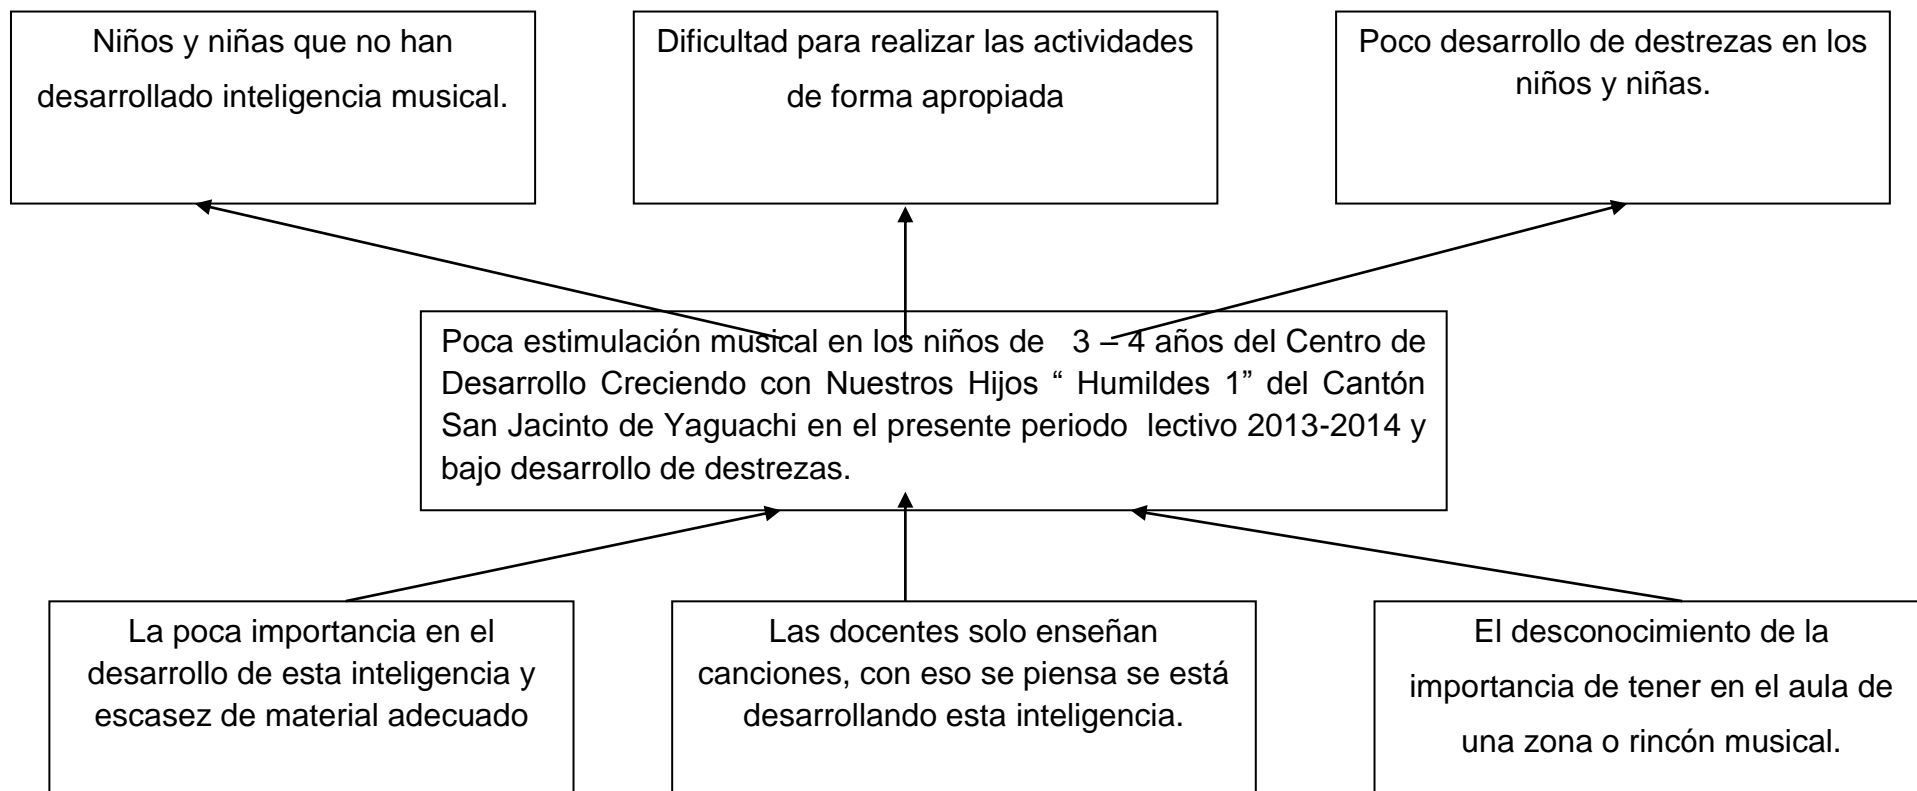 Niños y niñas que no han
desarrollado inteligencia musical.
Dificultad para realizar las actividades
de forma apropiada
Poco desarrollo de destrezas en los
niños y niñas.
Poca estimulación musical en los niños de 3 – 4 años del Centro de
Desarrollo Creciendo con Nuestros Hijos “ Humildes 1” del Cantón
San Jacinto de Yaguachi en el presente periodo lectivo 2013-2014 y
bajo desarrollo de destrezas.
La poca importancia en el
desarrollo de esta inteligencia y
escasez de material adecuado
Las docentes solo enseñan
canciones, con eso se piensa se está
desarrollando esta inteligencia.
El desconocimiento de la
importancia de tener en el aula de
una zona o rincón musical.